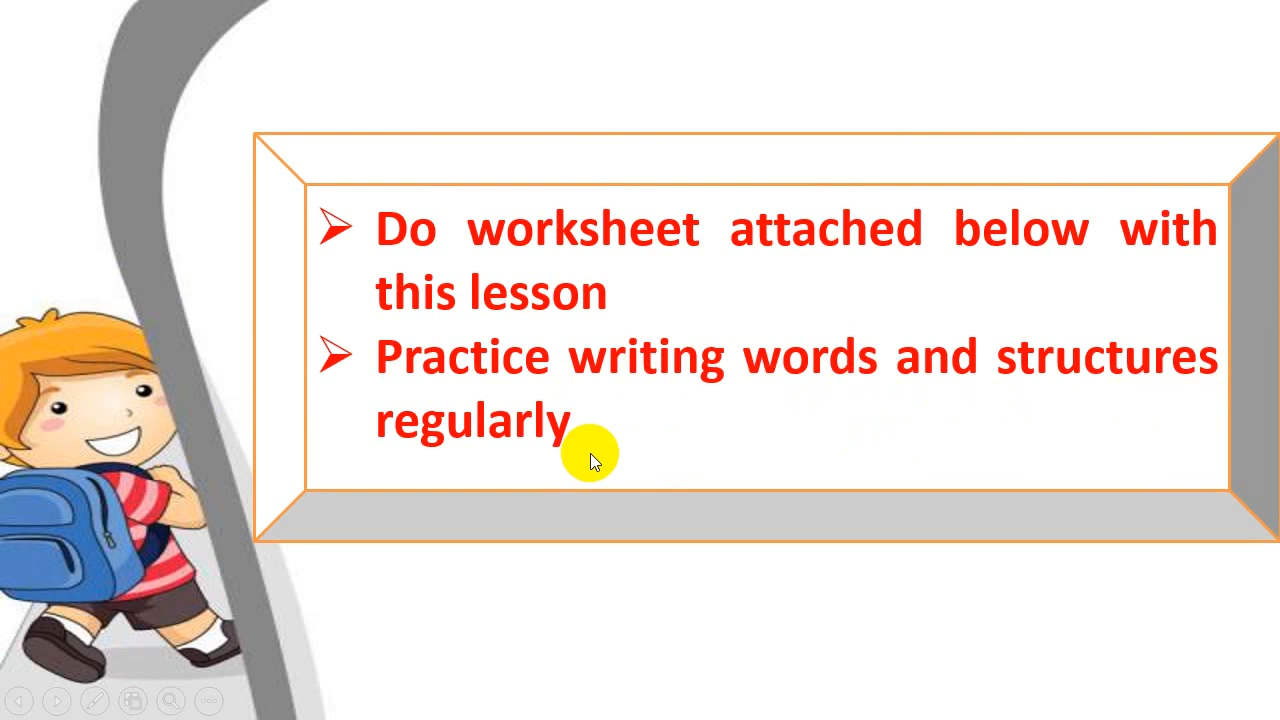 ➢ Do worksheet attached below with
this lesson
➢ Practice writing words and structures
regularly